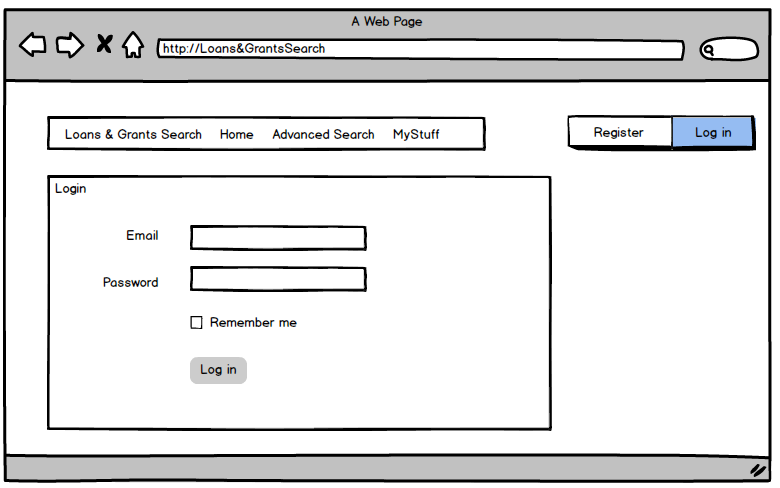 A Web Page
http://Loans&GrantsSearch
Loans & Grants Search Home Advanced Search MyStuff
Register Log in
Login
Email
Password
Remember me
Log in